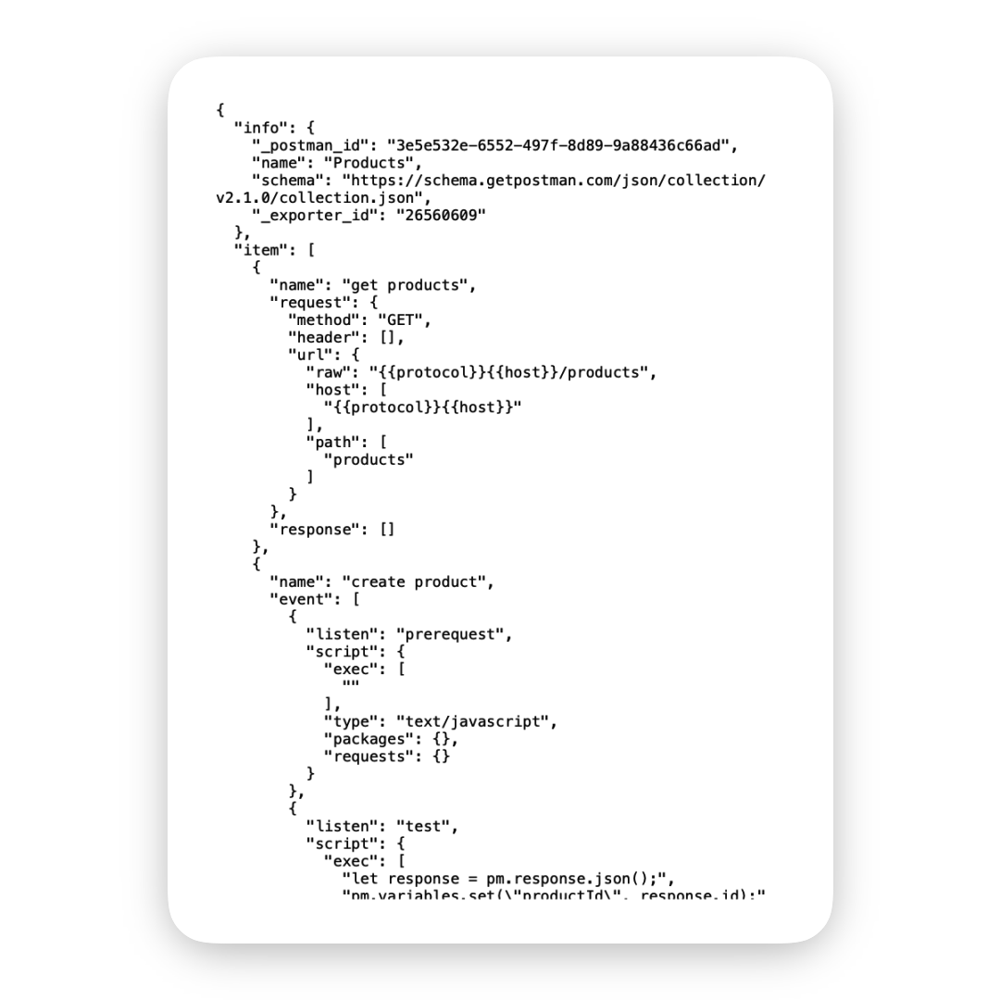 {
  "info": {
    "_postman_id": "3e5e532e-6552-497f-8d89-9a88436c66ad",
    "name": "Products",
    "schema": "https://schema.getpostman.com/json/collection/
v2.1.0/collection.json",
    "_exporter_id": "26560609"
  },
  "item": [
    {
      "name": "get products",
      "request": {
        "method": "GET",
        "header": [],
        "url": {
          "raw": "{{protocol}}{{host}}/products",
          "host": [
            "{{protocol}}{{host}}"
          ],
          "path": [
            "products"
          ]
        }
      },
      "response": []
    },
    {
      "name": "create product",
      "event": [
        {
          "listen": "prerequest",
          "script": {
            "exec": [
              ""
            ],
            "type": "text/javascript",
            "packages": {},
            "requests": {}
          }
        },
        {
          "listen": "test",
          "script": {
            "exec": [
              "let response = pm.response.json();",
              "pm.variables.set(\"productId\", response.id);"